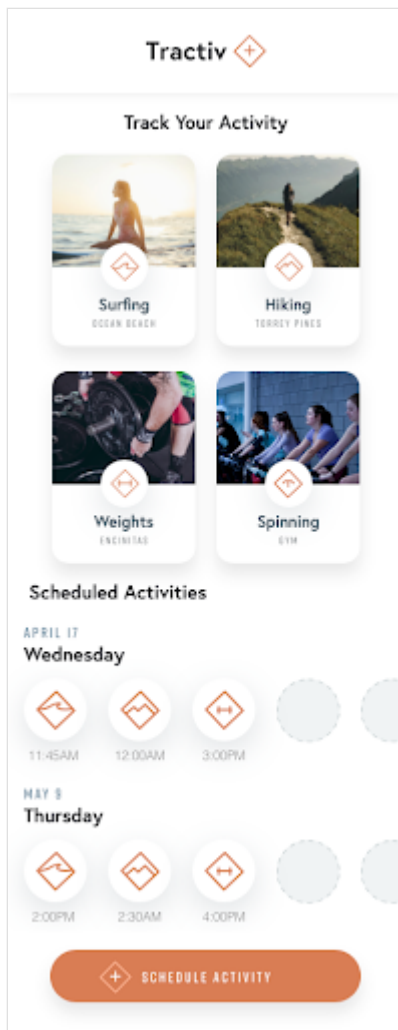 Tractiv
Track Your Activity
Surfing
OCEAN BEACH
Hiking
TORREY PINES
Weights
ENCINITAS
Spinning
GYM
Scheduled Activities
APRIL 17
Wednesday
11:45AM 12:00AM 3:00PM
MAY 9
Thursday
2:00PM 2:30AM 4:00PM
SCHEDULE ACTIVITY